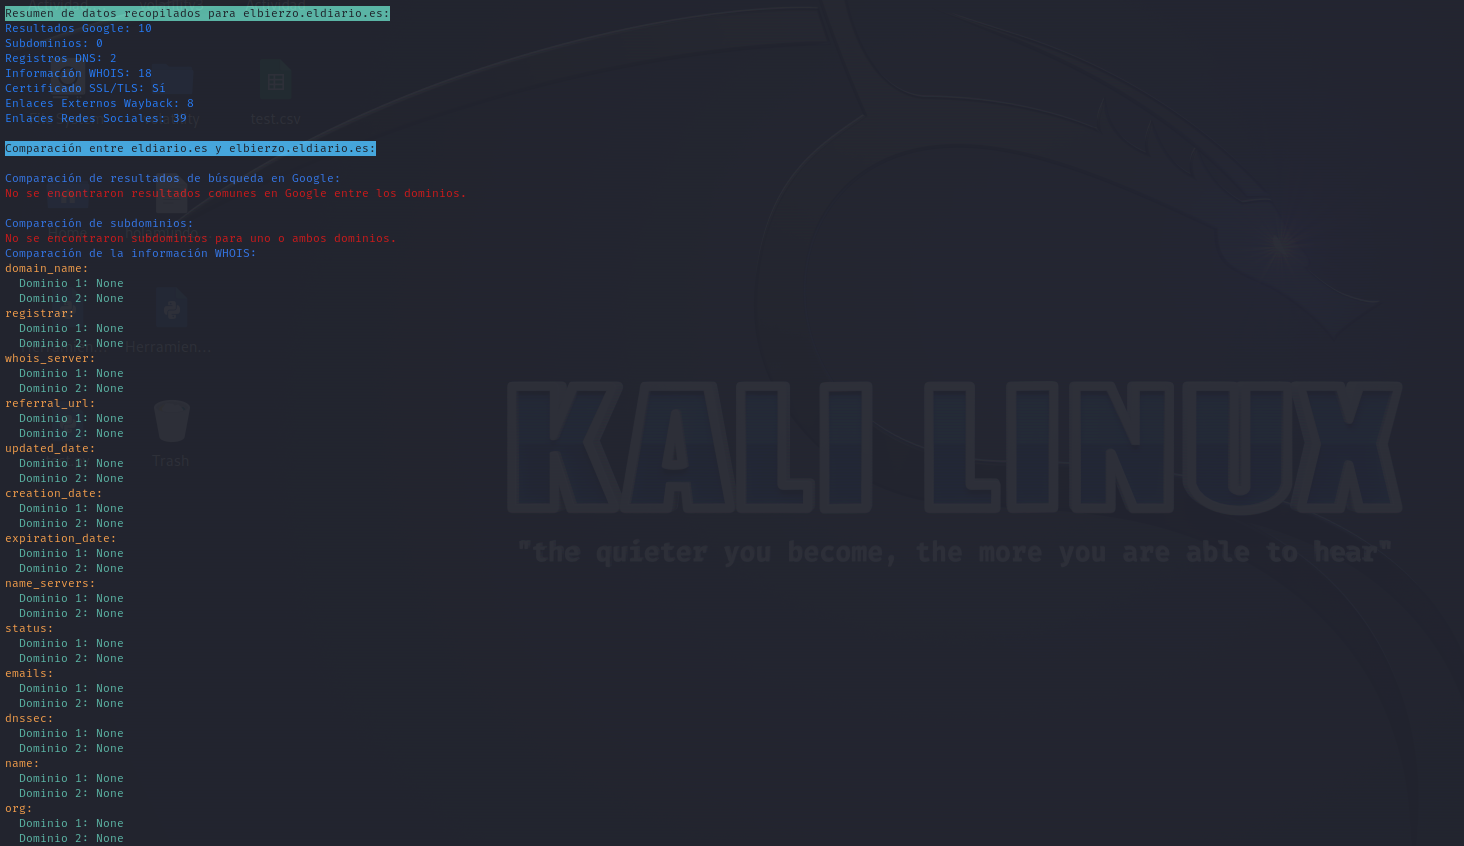 Resumen de datos recopilados para elbierzo.eldiario.es:
Resultados Google: 10
Subdominios: 0
Registros DNS: 2
Información WHOIS: 18
Certificado SSL/TLS: Sí
Enlaces Externos Wayback: 8
Enlaces Redes Sociales: 39
test.csv
Comparación entre eldiario.es y elbierzo.eldiario.es:
Comparación de resultados de búsqueda en Google:
No se encontraron resultados comunes en Google entre los dominios.
Comparación de subdominios:
No se encontraron subdominios para uno o ambos dominios.
Comparación de la información WHOIS:
domain_name:
Dominio 1: None
Dominio 2: None
registrar:
Dominio 1: None
Dominio 2: None
Herramien...
whois_server:
Dominio 1: None
Dominio 2: None
referral_url:
Dominio 1: None
Dominio 2: None
updated_date:
Dominio 1: None
Trash
Dominio 2: None
creation_date:
Dominio 1: None
Dominio 2: None
expiration_date:
Dominio 1: None
Dominio 2: None
name_servers:
Dominio 1: None
Dominio 2: None
status:
Dominio 1: None
Dominio 2: None
emails:
Dominio 1: None
Dominio 2: None
dnssec:
Dominio 1: None
Dominio 2: None
name:
Dominio 1: None
Dominio 2: None
org:
Dominio 1: None
Dominio 2: None
KALI LINUX
"the quieter you become, the more you are able to hear"